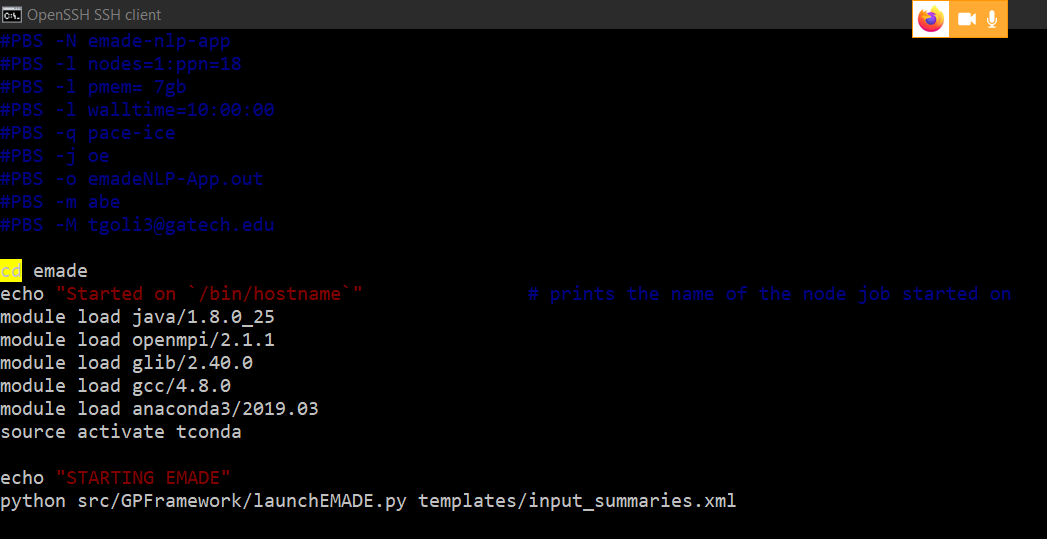 OpenSSH SSH client
#PBS -N emade-nlp-app
#PBS -l nodes=1:ppn=18
#PBS -l pmem= 7gb
#PBS -l walltime=10:00:00
#PBS -q pace-ice
#PBS -j oe
#PBS -o emadeNLP-App.out
#PBS -m abe
#PBS -M tgoli3@gatech.edu
cd emade
echo "Started on `/bin/hostname`" # prints the name of the node job started on
module load java/1.8.0_25
module load openmpi/2.1.1
module load glib/2.40.0
module load gcc/4.8.0
module load anaconda3/2019.03
source activate tconda
echo "STARTING EMADE"
python src/GPFramework/launchEMADE.py templates/input_summaries.xml